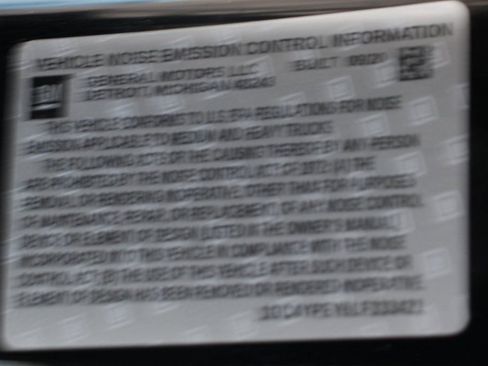 VEHICLE NOISE EMISSION CONTROL INFORMATION
GM GENERAL MOTORS LLC BUILT 09/20
DETROIT, MICHIGAN 48243
THIS VEHICLE CONFORMS TO U.S. EPA REGULATIONS FOR NOISE
EMISSION APPLICABLE TO MEDIUM AND HEAVY TRUCKS
THE FOLLOWING ACTS OR THE CAUSING THEREOF BY ANY PERSON
ARE PROHIBITED BY THE NOISE CONTROL ACT OF 1972: (A) THE
REMOVAL OR RENDERING INOPERATIVE, OTHER THAN FOR PURPOSES
OF MAINTENANCE, REPAIR, OR REPLACEMENT, OF ANY NOISE CONTROL
DEVICE OR ELEMENT OF DESIGN (LISTED IN THE OWNER'S MANUAL)
INCORPORATED INTO THIS VEHICLE IN COMPLIANCE WITH THE NOISE
CONTROL ACT; (B) THE USE OF THIS VEHICLE AFTER SUCH DEVICE OR
ELEMENT OF DESIGN HAS BEEN REMOVED OR RENDERED INOPERATIVE.